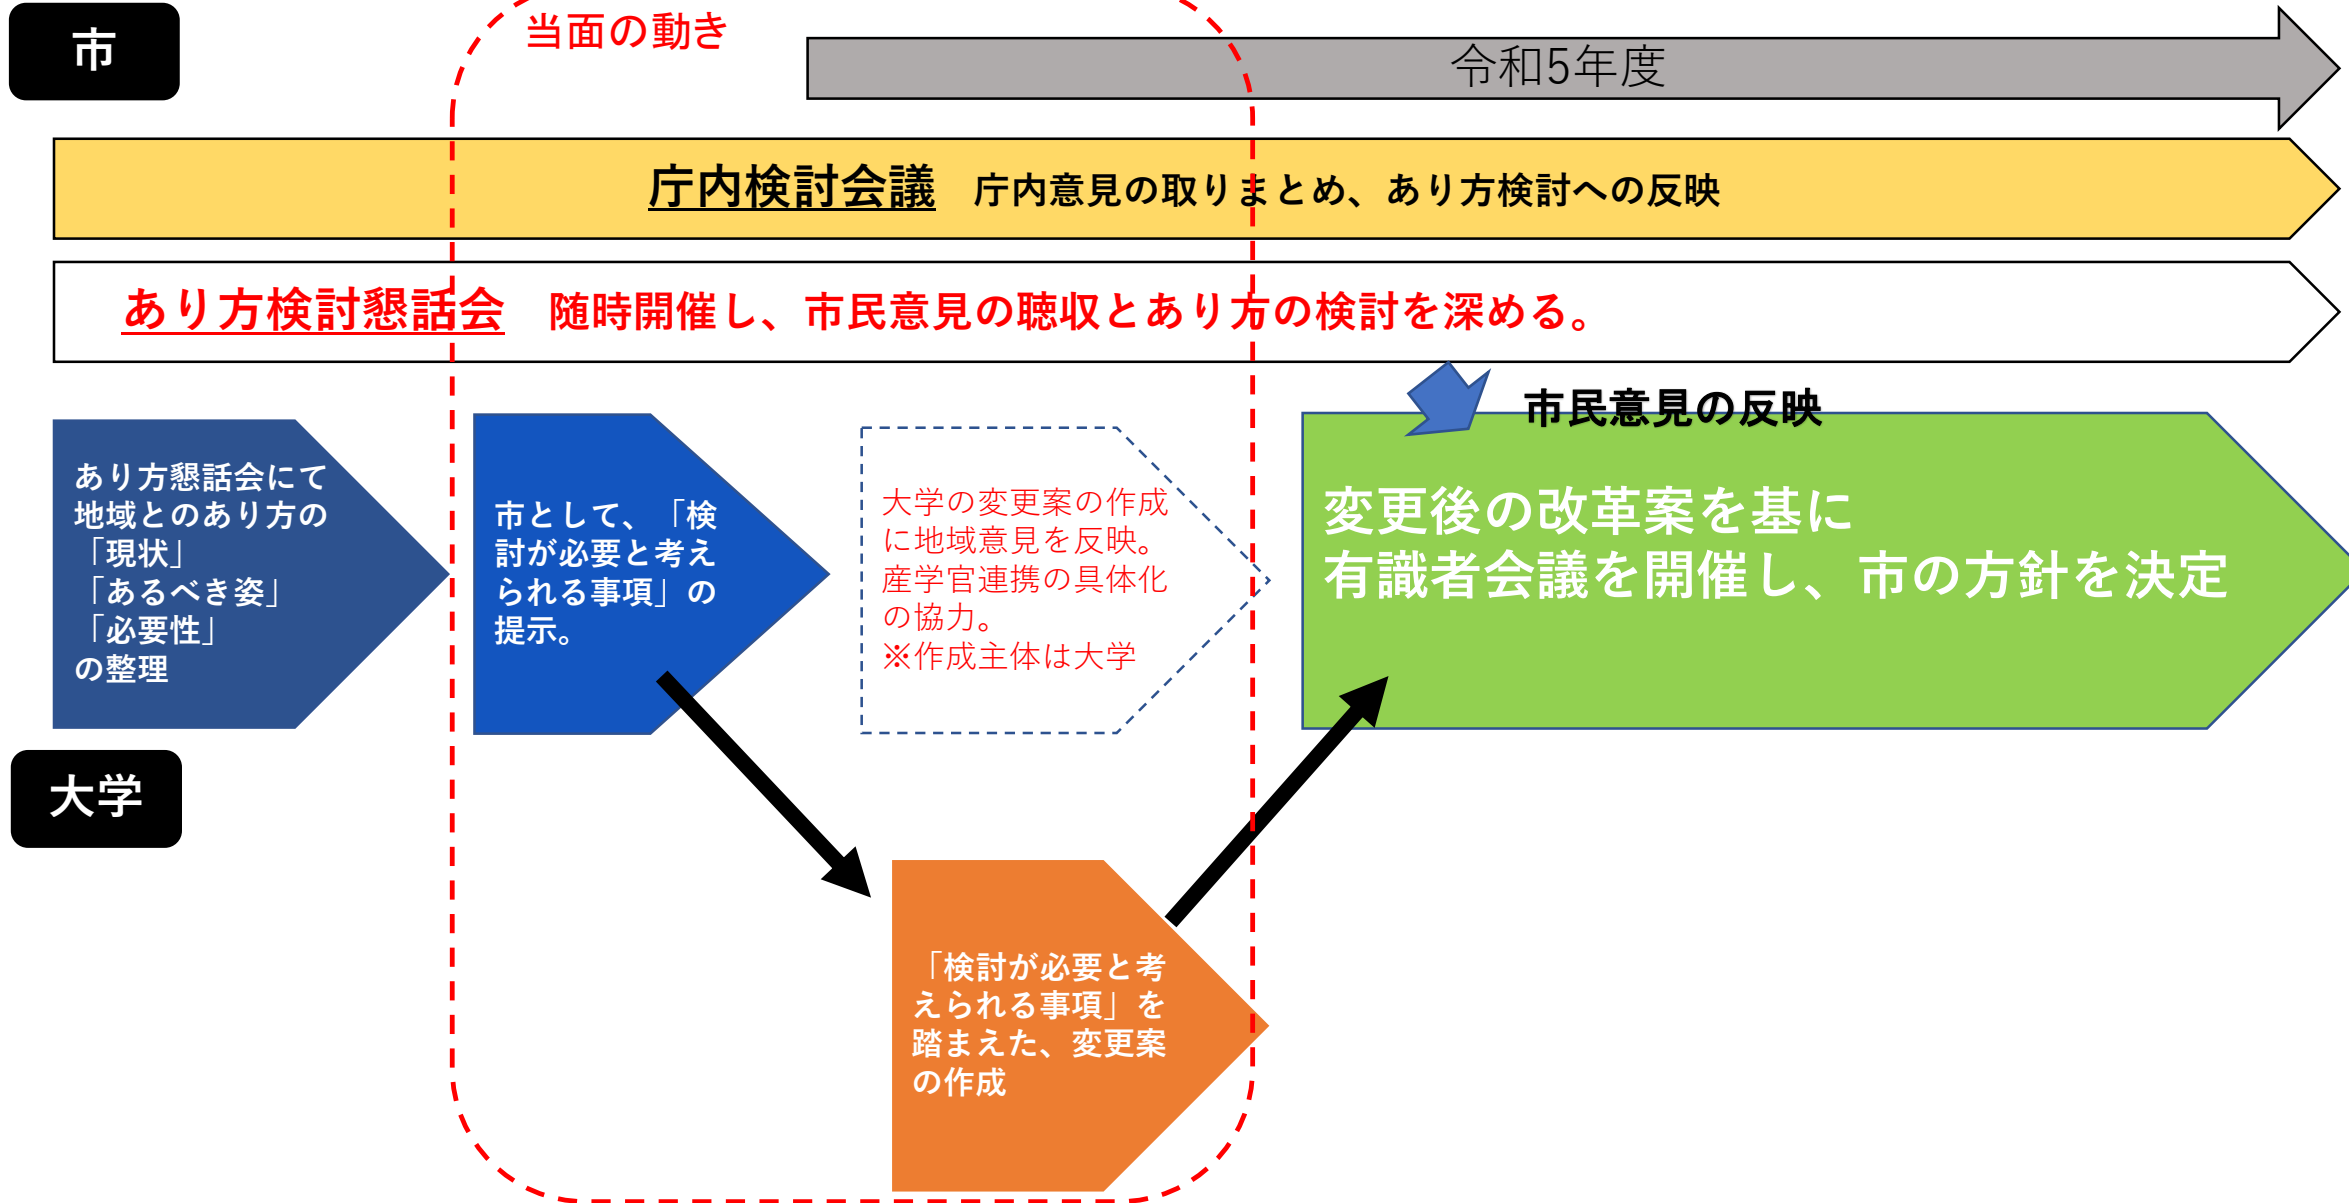 市
当面の動き
令和5年度
庁内検討会議　庁内意見の取りまとめ、あり方検討への反映
あり方検討懇話会　随時開催し、市民意見の聴収とあり方の検討を深める。
市民意見の反映
あり方懇話会にて
地域とのあり方の
「現状」
「あるべき姿」
「必要性」
の整理
市として、「検
討が必要と考え
られる事項」の
提示。
大学の変更案の作成
に地域意見を反映。
産学官連携の具体化
の協力。
※作成主体は大学
変更後の改革案を基に
有識者会議を開催し、市の方針を決定
大学
「検討が必要と考
えられる事項」を
踏まえた、変更案
の作成